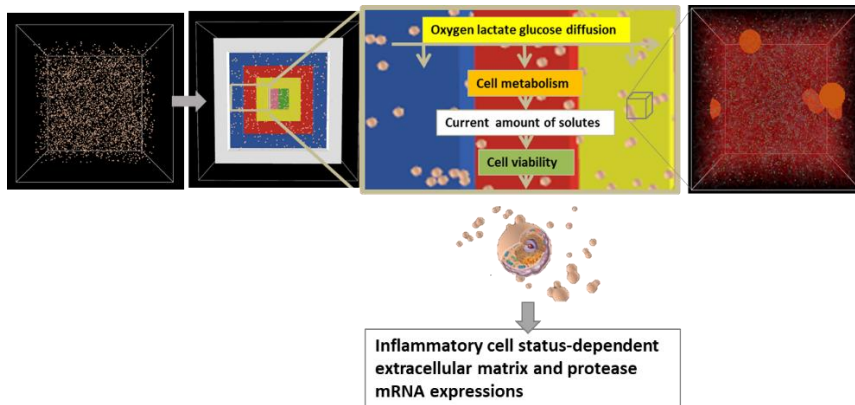 Oxygen lactate glucose diffusion
Cell metabolism
Current amount of solutes
Cell viability
Inflammatory cell status-dependent
extracellular matrix and protease
mRNA expressions